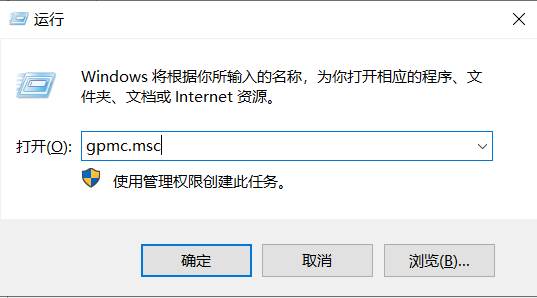 运行
Windows 将根据你所输入的名称，为你打开相应的程序、文
件夹、文档或 Internet 资源。
打开(O): gpmc.msc
使用管理权限创建此任务。
确定 取消 浏览(B)...